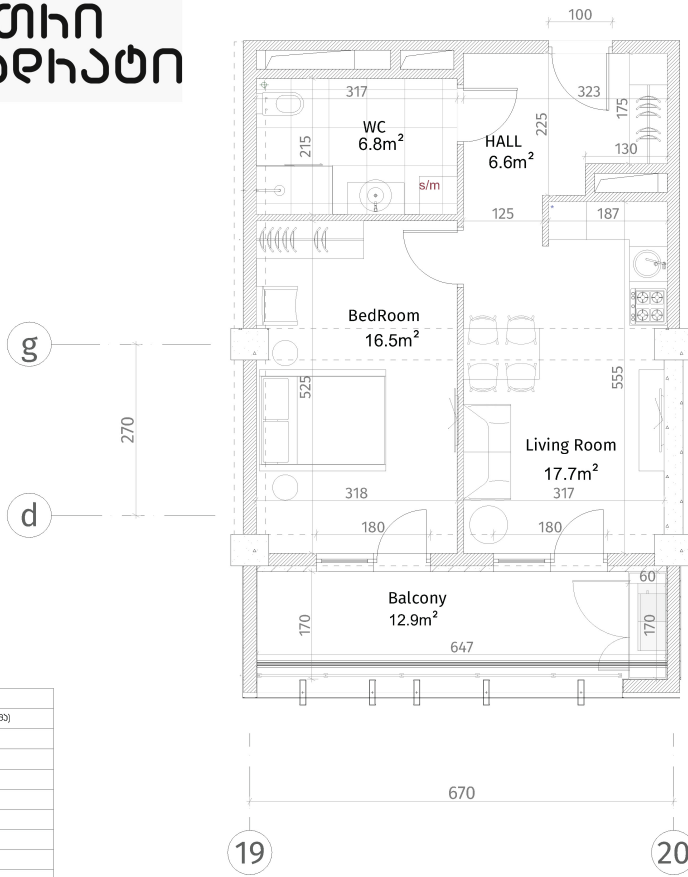 თრი
ადრატი
100
317
323
175
225
WC
6.8m²
215
HALL
6.6m²
130
s/m
125
187
BedRoom
16.5m²
g
525
555
270
Living Room
17.7m²
318
317
d
180
180
60
Balcony
12.9m²
170
170
647
670
19
20